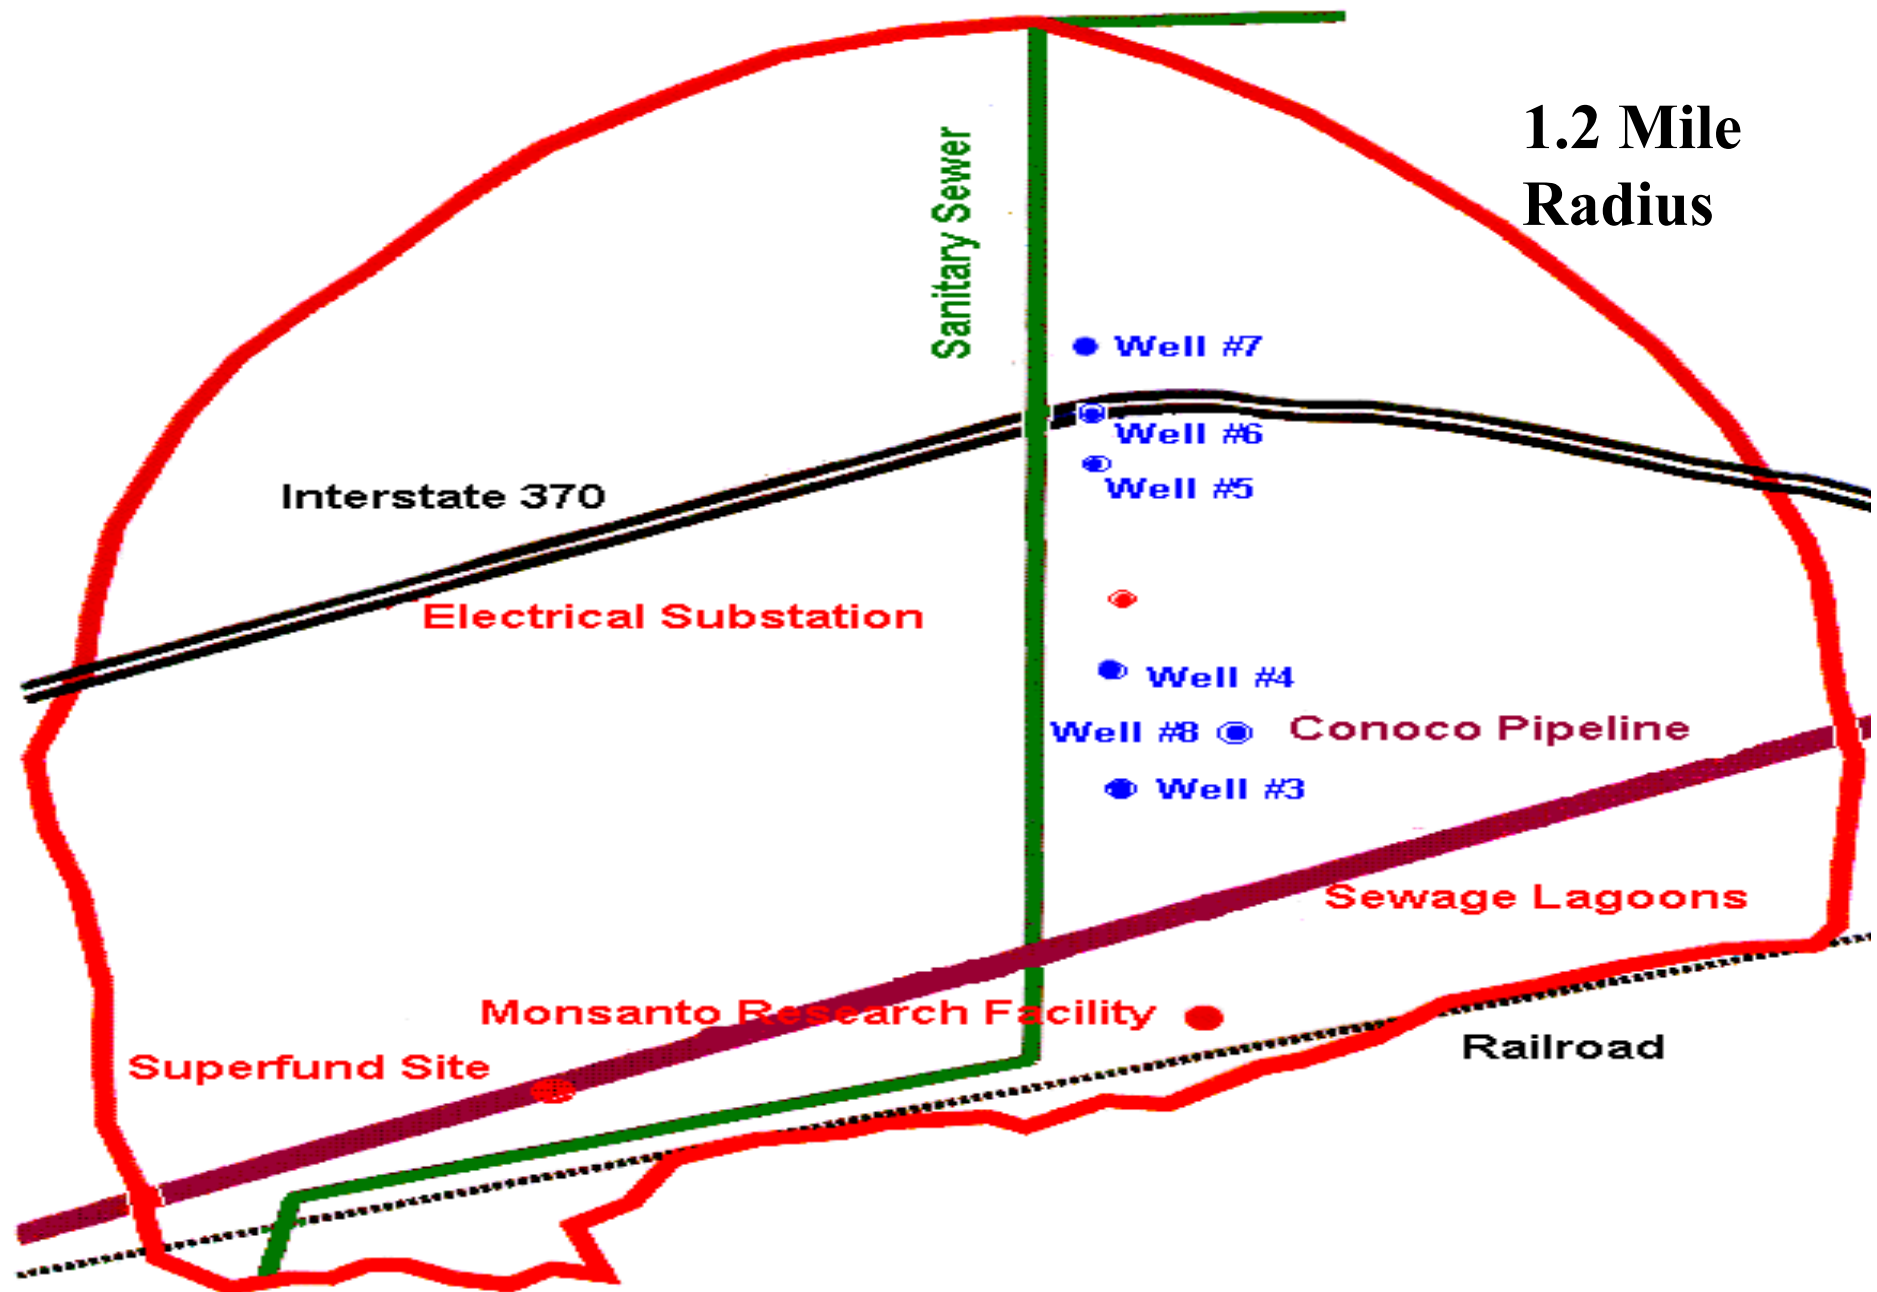 1.2 Mile
Radius
Sanitary Sewer
Well #7
Well #6
Well #5
Interstate 370
Electrical Substation
Well #4
Well #8
Conoco Pipeline
Well #3
Sewage Lagoons
Monsanto Research Facility
Railroad
Superfund Site